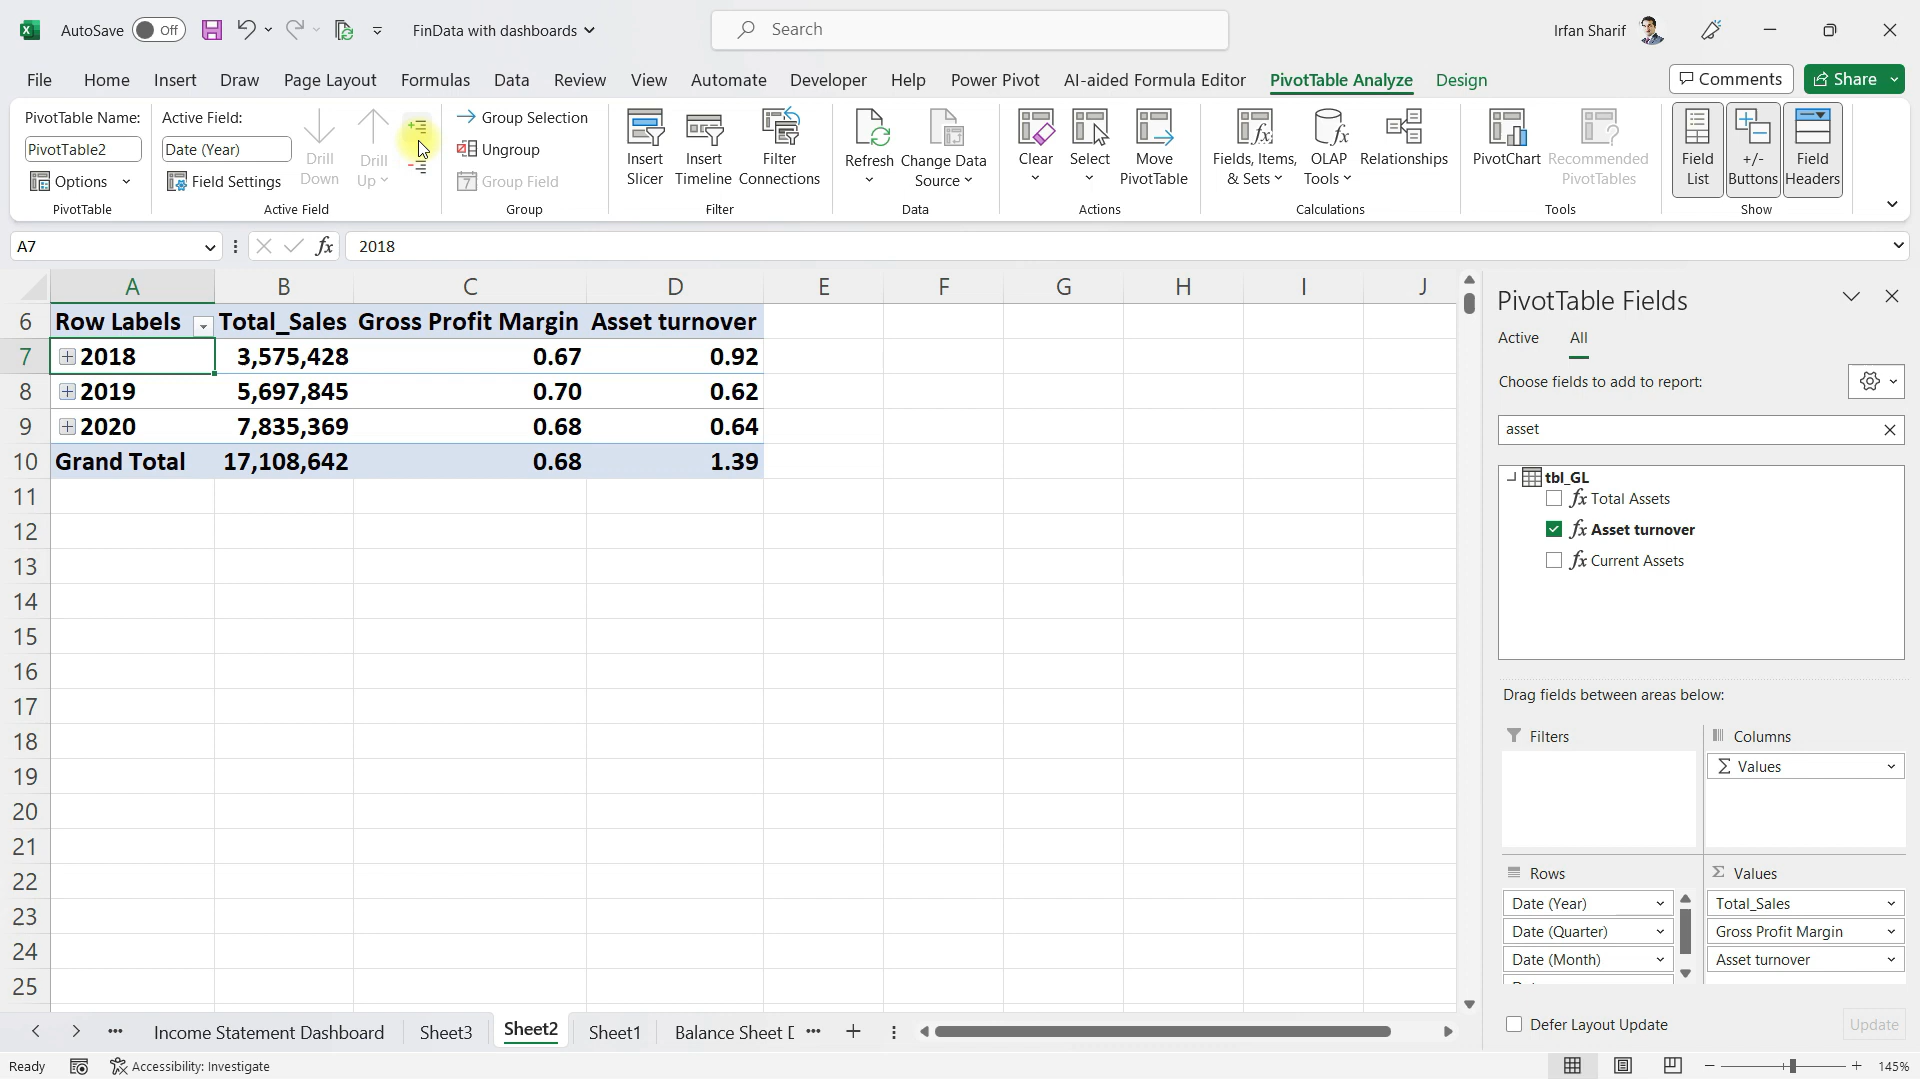 AutoSave Off FinData with dashboards Search Irfan Sharif
File Home Insert Draw Page Layout Formulas Data Review View Automate Developer Help Power Pivot AI-aided Formula Editor PivotTable Analyze Design Comments Share
PivotTable Name:
PivotTable2
Options
PivotTable
Active Field:
Date (Year)
Field Settings
Drill
Down
Drill
Up
Active Field
Group Selection
Ungroup
7 Group Field
Group
Insert
Slicer
Insert
Timeline
Filter
Connections
Filter
Refresh
Change Data
Source
Data
Clear
Select
Move
PivotTable
Actions
Fields, Items,
& Sets
OLAP
Tools
Relationships
Calculations
PivotChart
Recommended
PivotTables
Tools
Field
List
+/-
Buttons
Field
Headers
Show
A7 fx 2018
A B C D E F G H I J
6 Row Labels Total_Sales Gross Profit Margin Asset turnover
7 2018 3,575,428 0.67 0.92
8 2019 5,697,845 0.70 0.62
9 2020 7,835,369 0.68 0.64
10 Grand Total 17,108,642 0.68 1.39
11
12
13
14
15
16
17
18
19
20
21
22
23
24
25
PivotTable Fields
Active All
Choose fields to add to report:
asset
tbl_GL
fx Total Assets
fx Asset turnover
fx Current Assets
Drag fields between areas below:
Filters
Columns
Σ Values
Rows
Date (Year)
Date (Quarter)
Date (Month)
Σ Values
Total_Sales
Gross Profit Margin
Asset turnover
Defer Layout Update Update
Income Statement Dashboard Sheet3 Sheet2 Sheet1 Balance Sheet D
Ready Accessibility: Investigate 145%